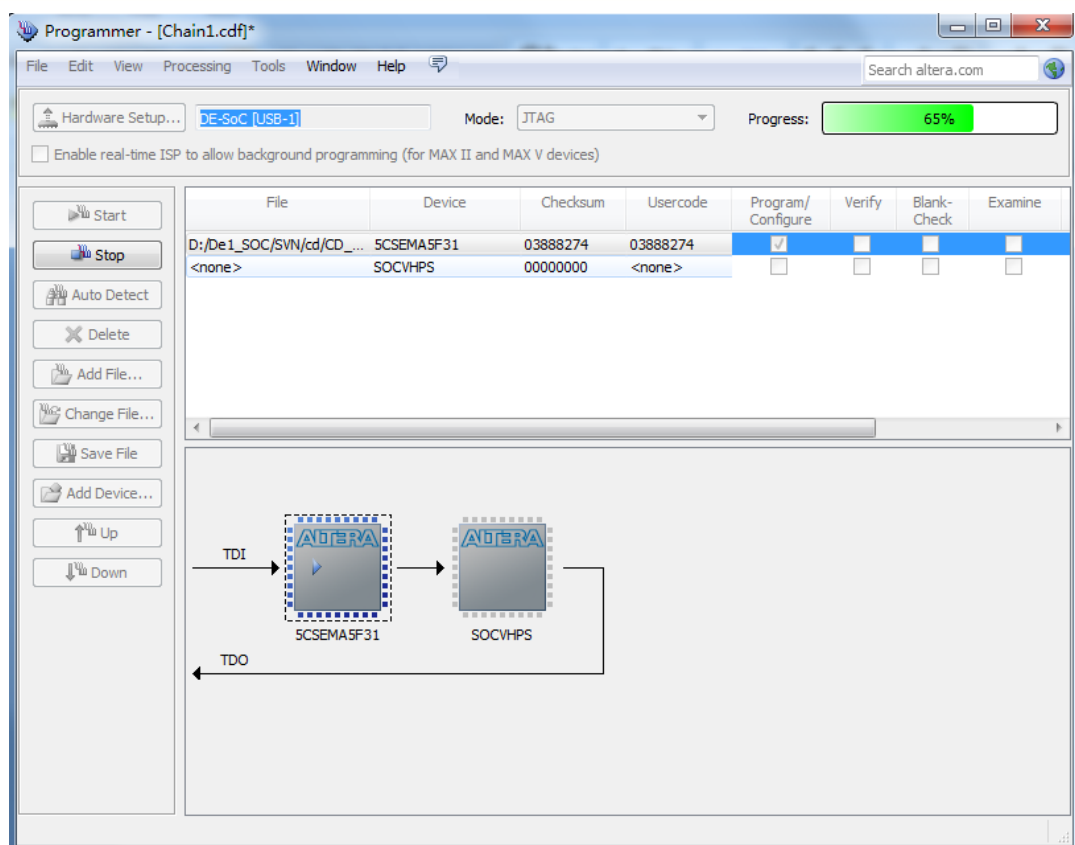 Programmer - [Chain1.cdf]*
File Edit View Processing Tools Window Help
Search altera.com
Hardware Setup... DE-SoC [USB-1] Mode: JTAG Progress: 65%
Enable real-time ISP to allow background programming (for MAX II and MAX V devices)
Start
Stop
Auto Detect
Delete
Add File...
Change File...
Save File
Add Device...
Up
Down
File Device Checksum Usercode Program/ Configure Verify Blank- Check Examine
D:/De1_SOC/SVN/cd/CD_... 5CSEMA5F31 03888274 03888274
<none> SOCVHPS 00000000 <none>
TDI
ALTERA
ALTERA
5CSEMA5F31
SOCVHPS
TDO